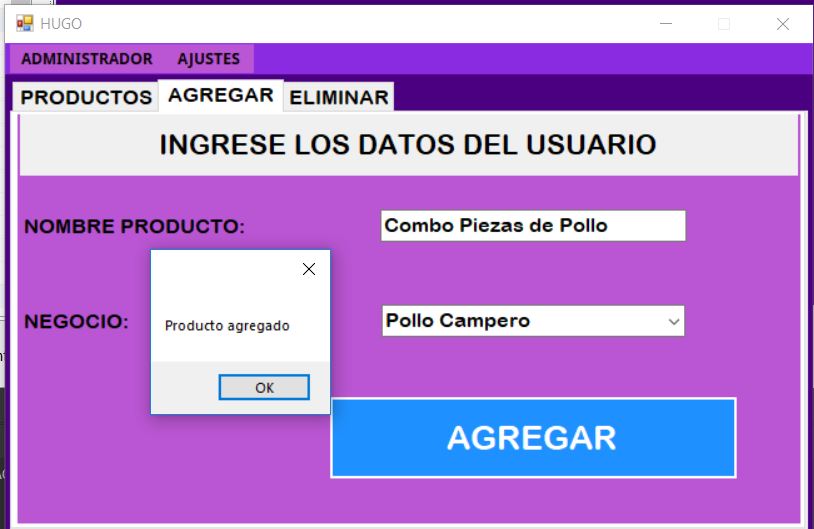 HUGO
ADMINISTRADOR AJUSTES
PRODUCTOS AGREGAR ELIMINAR
INGRESE LOS DATOS DEL USUARIO
NOMBRE PRODUCTO: Combo Piezas de Pollo
NEGOCIO: Pollo Campero
Producto agregado
OK
AGREGAR